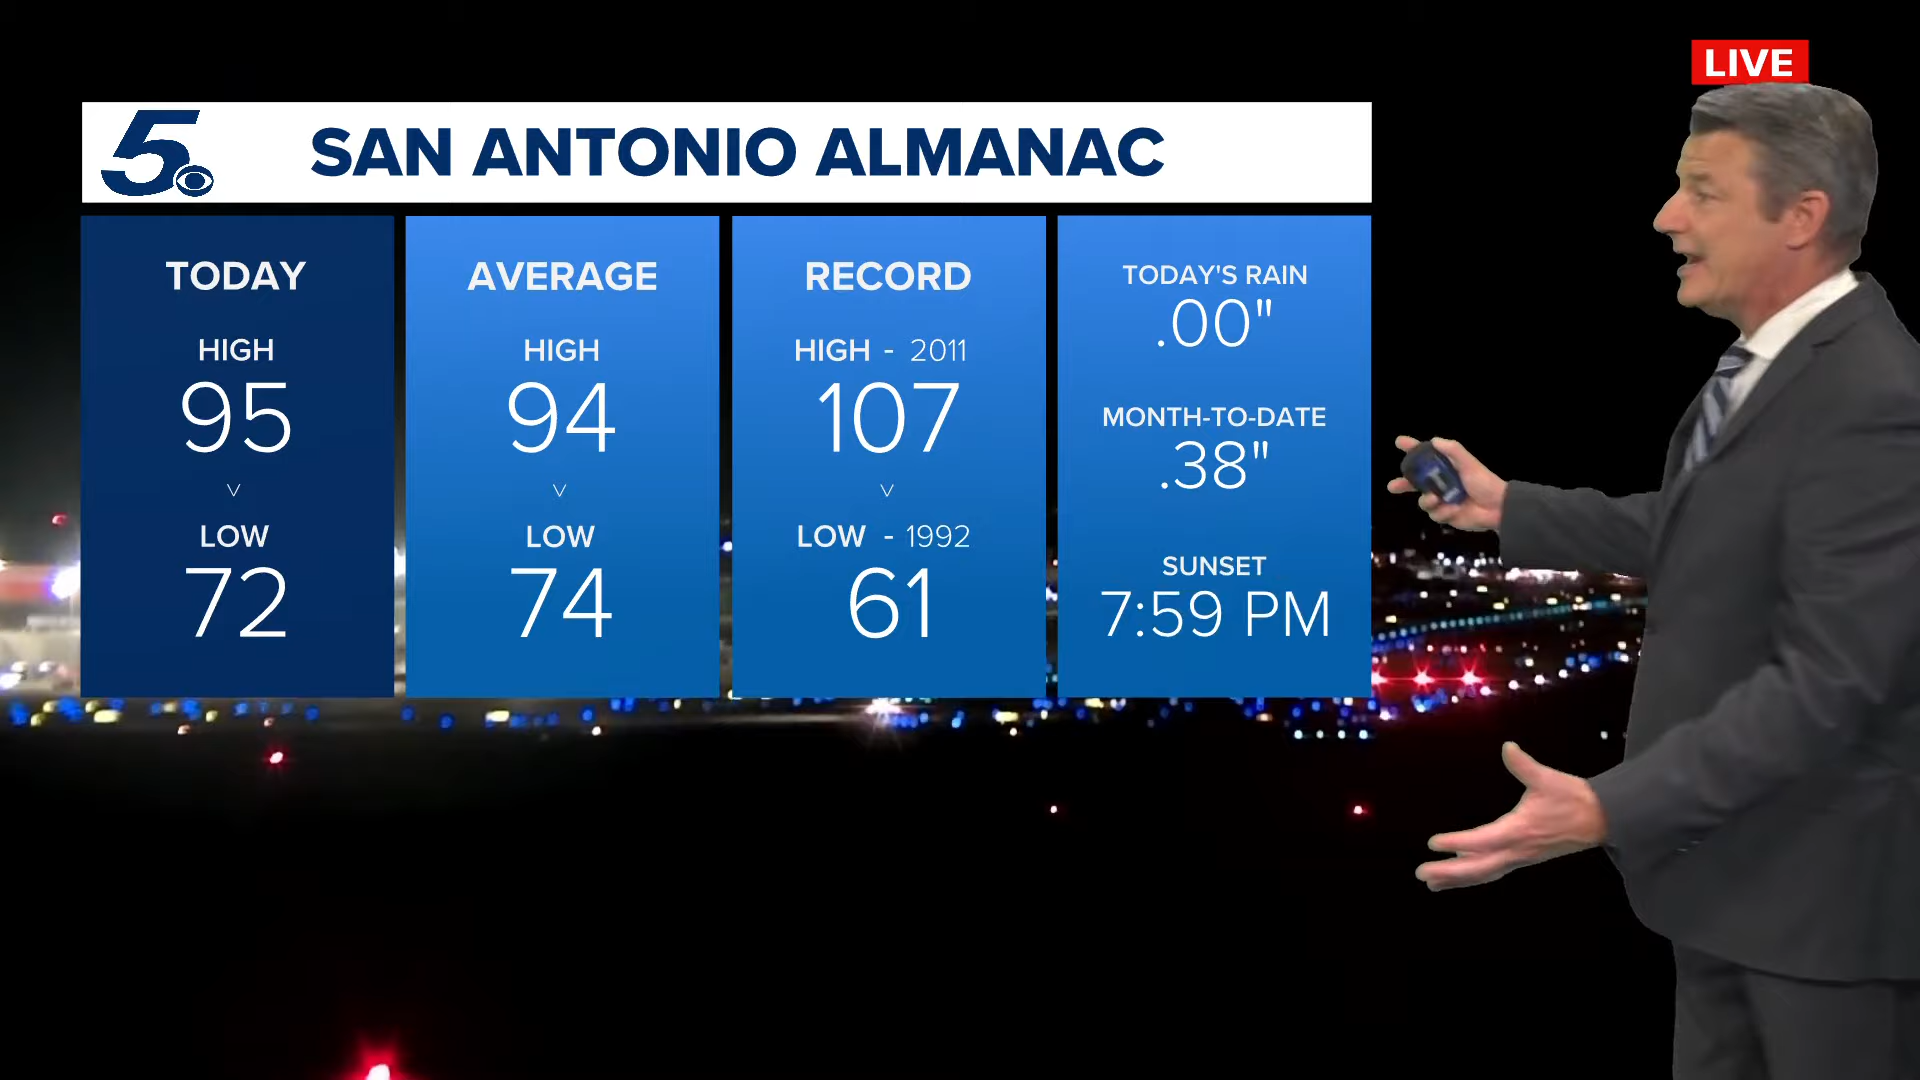 LIVE
5 SAN ANTONIO ALMANAC
TODAY
HIGH
95
LOW
72
AVERAGE
HIGH
94
LOW
74
RECORD
HIGH - 2011
107
LOW - 1992
61
TODAY'S RAIN
.00"
MONTH-TO-DATE
.38"
SUNSET
7:59 PM